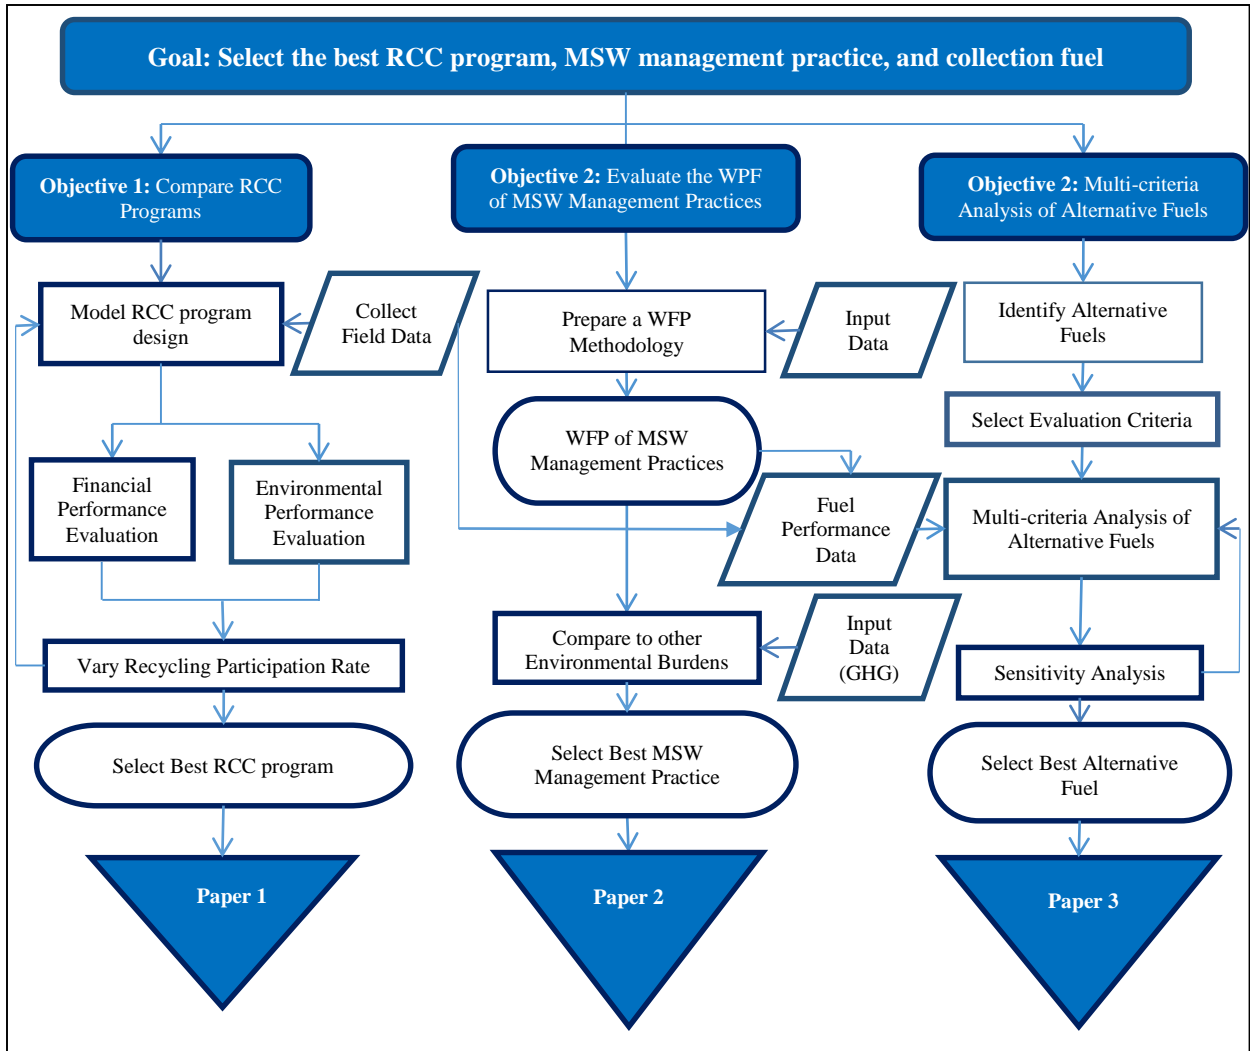 Goal: Select the best RCC program, MSW management practice, and collection fuel
Objective 1: Compare RCC
Programs
Objective 2: Evaluate the WPF
of MSW Management Practices
Objective 2: Multi-criteria
Analysis of Alternative Fuels
Model RCC program
design
Collect
Field Data
Prepare a WFP
Methodology
Input
Data
Identify Alternative
Fuels
Select Evaluation Criteria
WFP of MSW
Management Practices
Financial
Performance
Evaluation
Environmental
Performance
Evaluation
Fuel
Performance
Data
Multi-criteria Analysis of
Alternative Fuels
Compare to other
Environmental Burdens
Input
Data
(GHG)
Vary Recycling Participation Rate
Sensitivity Analysis
Select Best RCC program
Select Best MSW
Management Practice
Select Best Alternative
Fuel
Paper 1
Paper 2
Paper 3